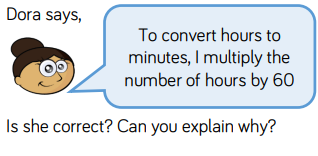 Dora says,
To convert hours to
minutes, I multiply the
number of hours by 60
Is she correct? Can you explain why?